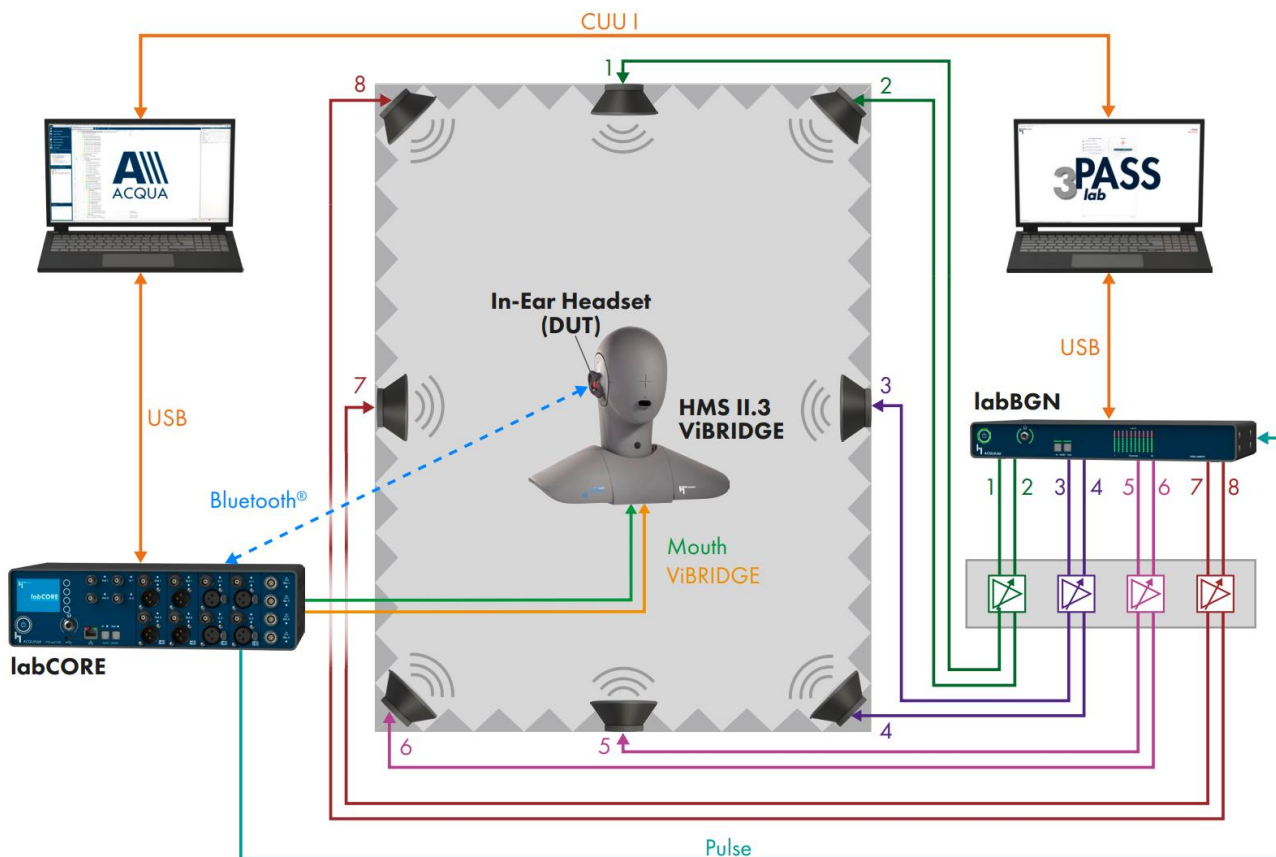 CUU I
8
1
2
ACQUA
3PASS
lab
In-Ear Headset
(DUT)
7
3
HMS II.3
ViBRIDGE
USB
USB
labBGN
Bluetooth®
1 2 3 4 5 6 7 8
Mouth
ViBRIDGE
labCORE
labCORE
6
5
4
Pulse